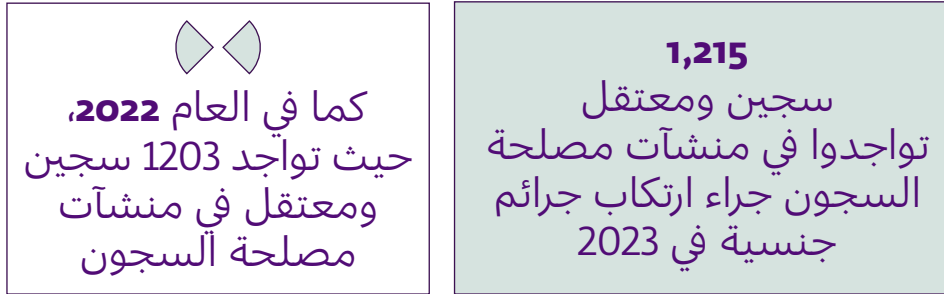 1,215
سجين ومعتقل
تواجدوا في منشآت مصلحة
السجون جراء ارتكاب جرائم
جنسية في 2023
كما في العام 2022،
حيث تواجد 1203 سجين
ومعتقل في منشآت
مصلحة السجون